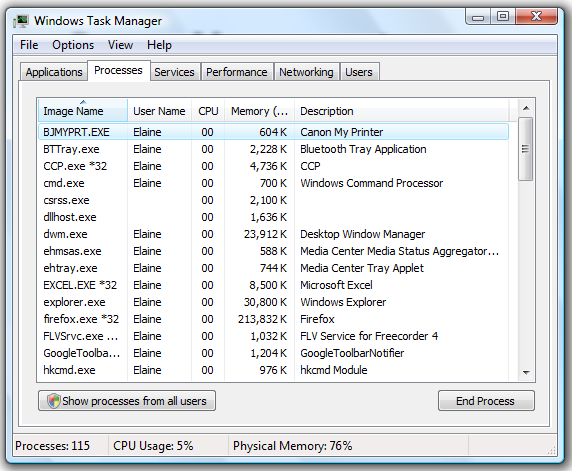 Windows Task Manager
File Options View Help
Applications Processes Services Performance Networking Users
Image Name User Name CPU Memory (... Description
BJMYPRT.EXE Elaine 00 604 K Canon My Printer
BTTray.exe Elaine 00 2,228 K Bluetooth Tray Application
CCP.exe *32 Elaine 00 4,736 K CCP
cmd.exe Elaine 00 700 K Windows Command Processor
csrss.exe 00 2,100 K
dllhost.exe 00 1,636 K
dwm.exe Elaine 00 23,912 K Desktop Window Manager
ehmsas.exe Elaine 00 588 K Media Center Media Status Aggregator...
ehtray.exe Elaine 00 744 K Media Center Tray Applet
EXCEL.EXE *32 Elaine 00 8,500 K Microsoft Excel
explorer.exe Elaine 00 30,800 K Windows Explorer
firefox.exe *32 Elaine 00 213,832 K Firefox
FLVSrvc.exe ... Elaine 00 1,032 K FLV Service for Freecorder 4
GoogleToolba... Elaine 00 1,204 K GoogleToolbarNotifier
hkcmd.exe Elaine 00 976 K hkcmd Module
Show processes from all users End Process
Processes: 115 CPU Usage: 5% Physical Memory: 76%